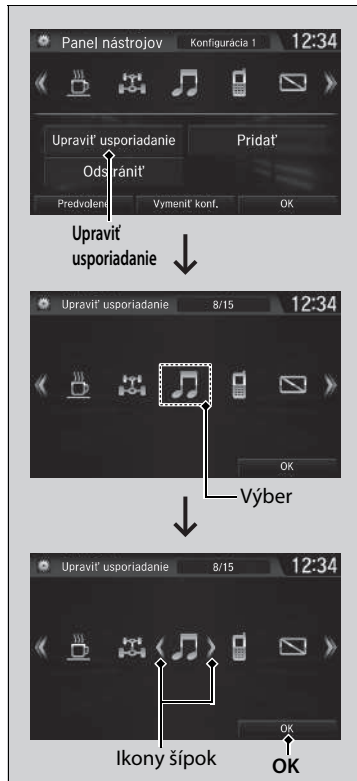 Panel nástrojov Konfigurácia 1 12:34
Upraviť usporiadanie Pridať
Odstrániť
Predvolené Vymeniť konf. OK
Upraviť
usporiadanie
Upraviť usporiadanie 8/15 12:34
OK
Výber
Upraviť usporiadanie 8/15 12:34
OK
Ikony šípok
OK